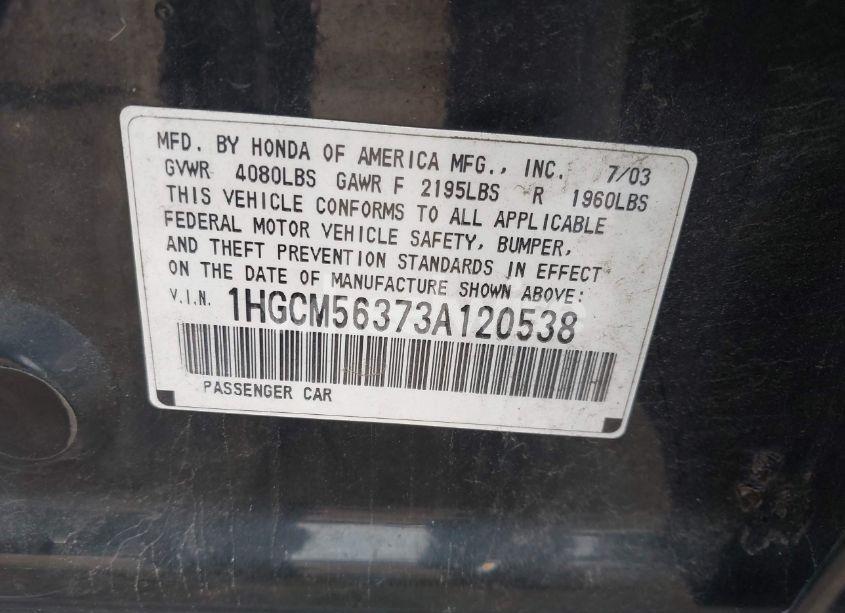 MFD. BY HONDA OF AMERICA MFG., INC. 7/03
GVWR 4080LBS GAWR F 2195LBS R 1960LBS
THIS VEHICLE CONFORMS TO ALL APPLICABLE
FEDERAL MOTOR VEHICLE SAFETY, BUMPER,
AND THEFT PREVENTION STANDARDS IN EFFECT
ON THE DATE OF MANUFACTURE SHOWN ABOVE:
V.I.N. 1HGCM56373A120538
PASSENGER CAR